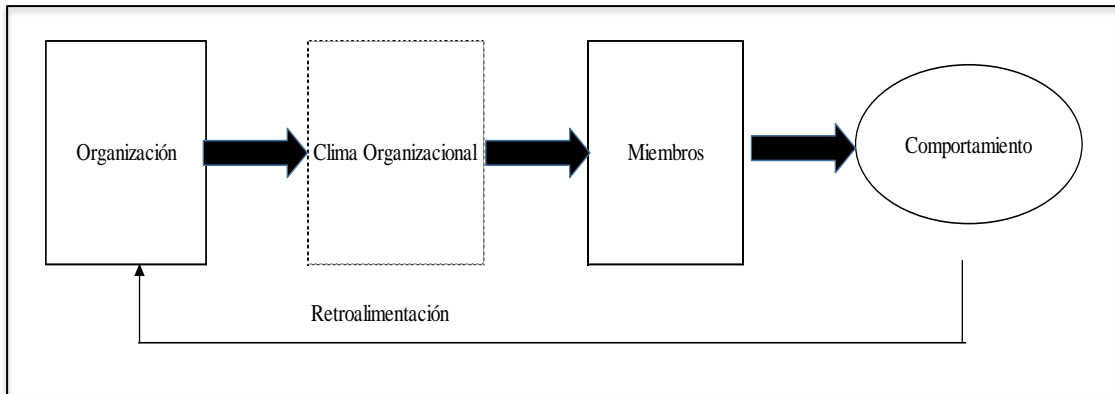 Organización
Clima Organizacional
Miembros
Comportamiento
Retroalimentación